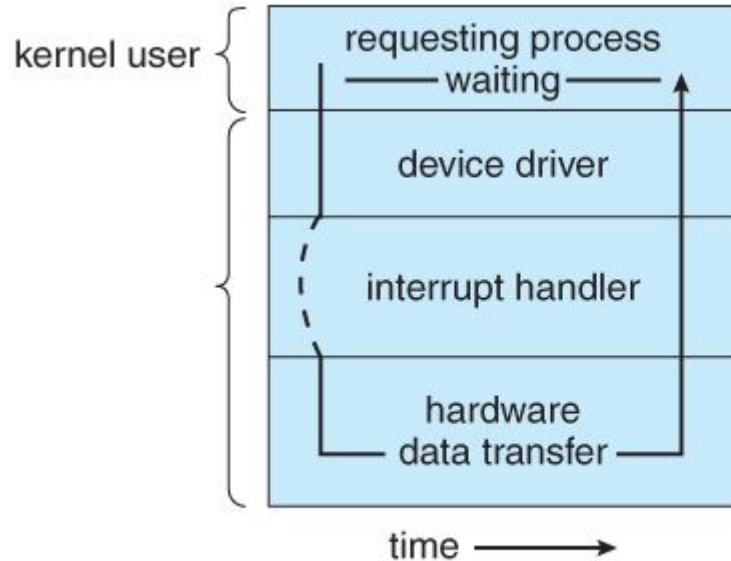 requesting process
kernel user
waiting
device driver
interrupt handler
hardware
data transfer
time